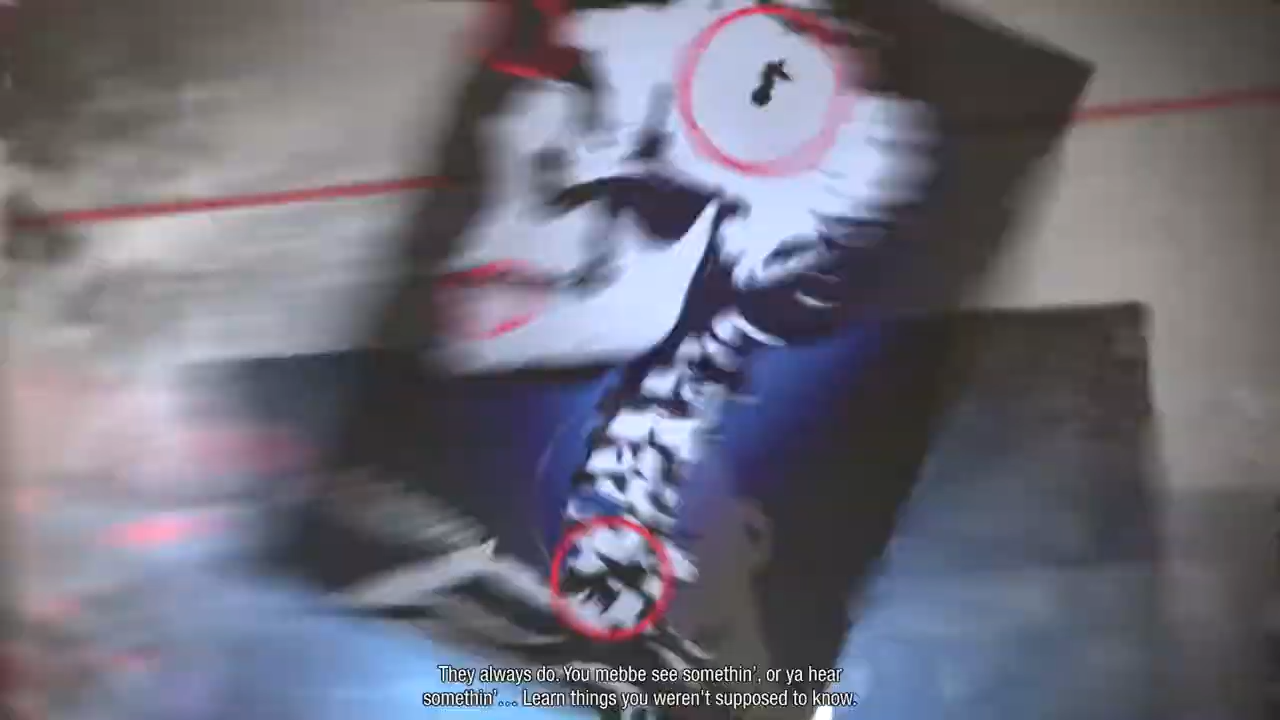 They always do. You mebbe see somethin', or ya hear
somethin'... Learn things you weren't supposed to know.